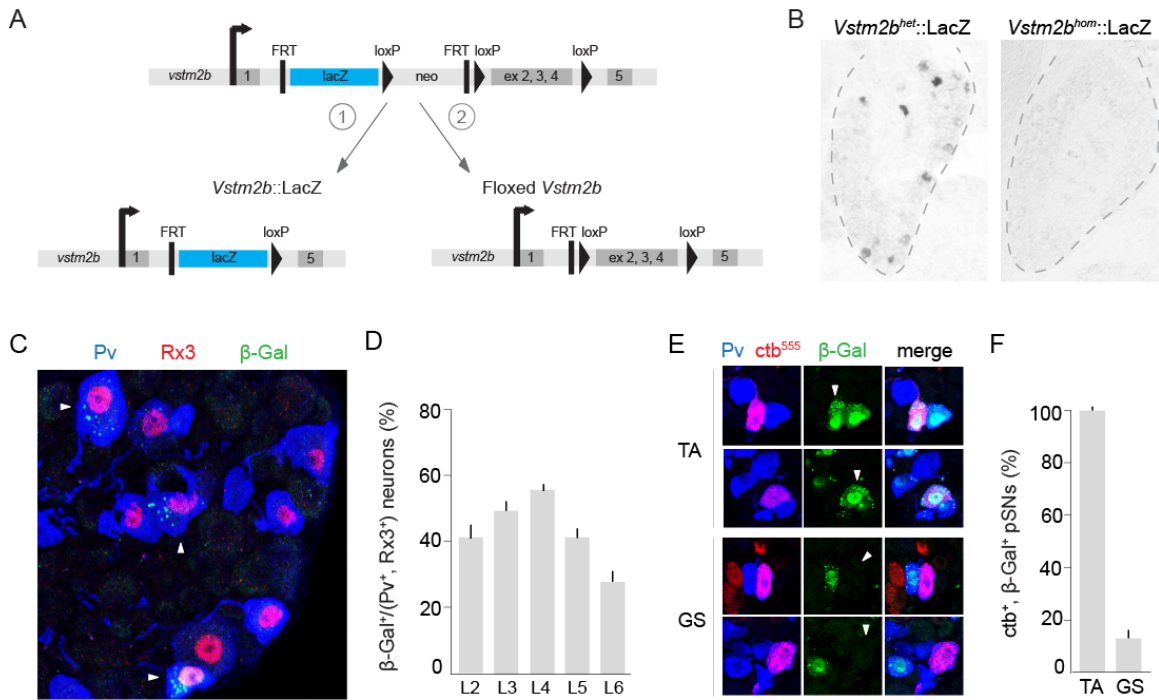 A
FRT
loxP
FRT
loxP
loxP
vstm2b
1
lacZ
neo
ex 2, 3, 4
5
1
2
Vstm2b::LacZ
Floxed Vstm2b
FRT
loxP
FRT
loxP
loxP
vstm2b
1
lacZ
5
vstm2b
1
ex 2, 3, 4
5
B
Vstm2bhet::LacZ
Vstm2bhom::LacZ
C
Pv
Rx3
β-Gal
D
β-Gal⁺/(Pv⁺, Rx3⁺) neurons (%)
80
60
40
20
0
L2
L3
L4
L5
L6
E
Pv
ctb⁵⁵⁵
β-Gal
merge
TA
GS
F
ctb⁺, β-Gal⁺ pSNs (%)
100
80
60
40
20
0
TA
GS